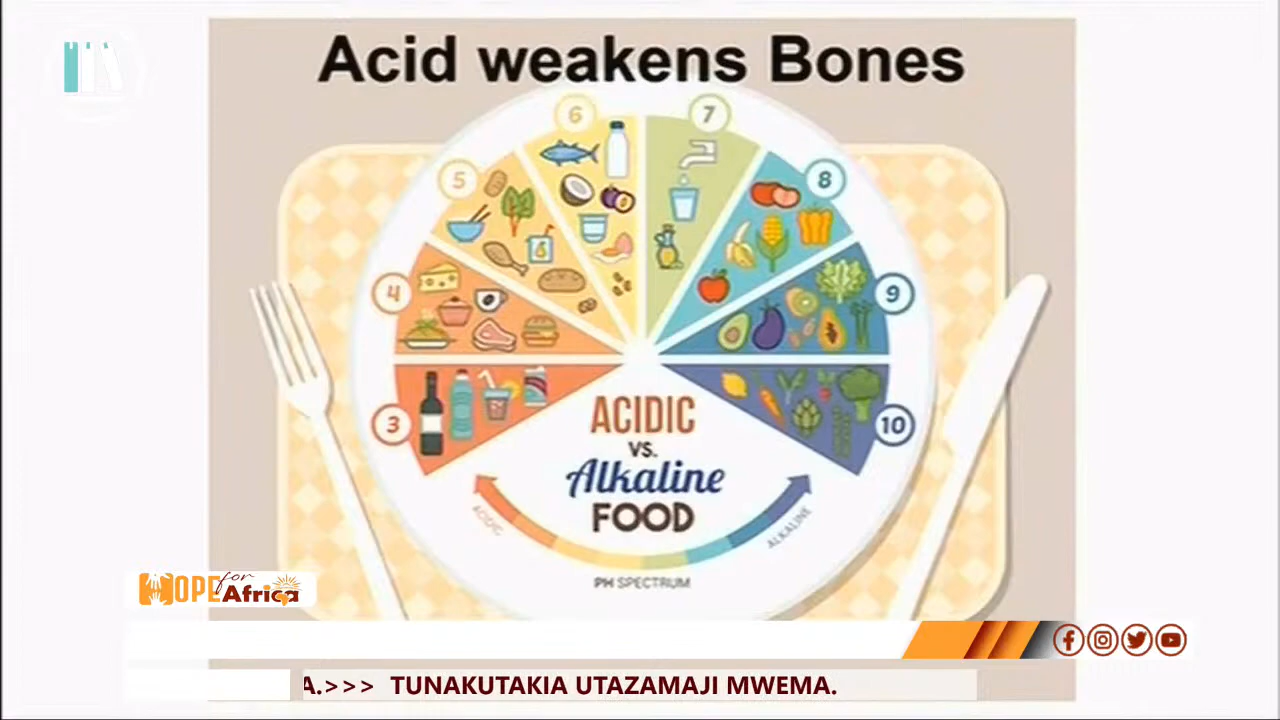 Acid weakens Bones
6
7
5
8
4
9
3
10
ACIDIC
VS.
Alkaline
FOOD
ACIDIC
ALKALINE
PH SPECTRUM
HOPE for Africa
A.>>> TUNAKUTAKIA UTAZAMAJI MWEMA.